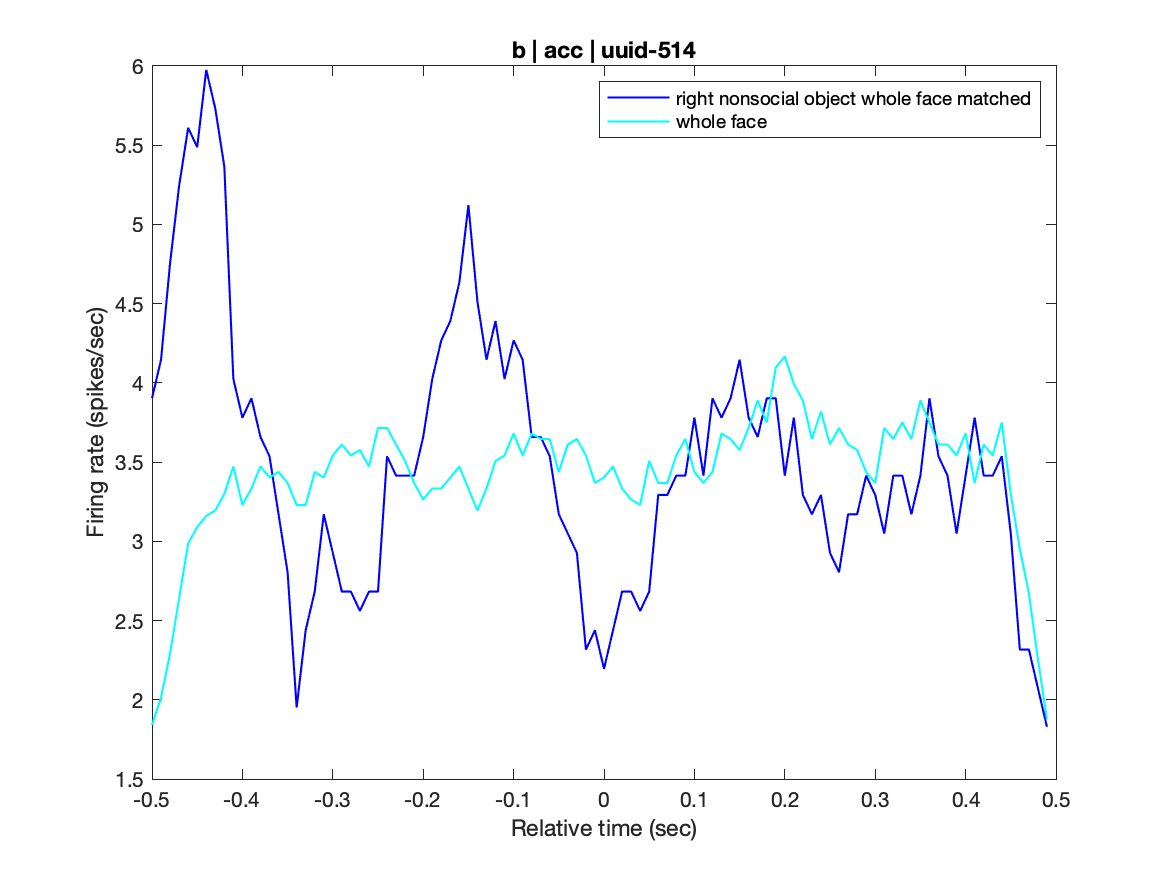 b | acc | uuid-514
right nonsocial object whole face matched
whole face
Firing rate (spikes/sec)
6
5.5
5
4.5
4
3.5
3
2.5
2
1.5
-0.5 -0.4 -0.3 -0.2 -0.1 0 0.1 0.2 0.3 0.4 0.5
Relative time (sec)